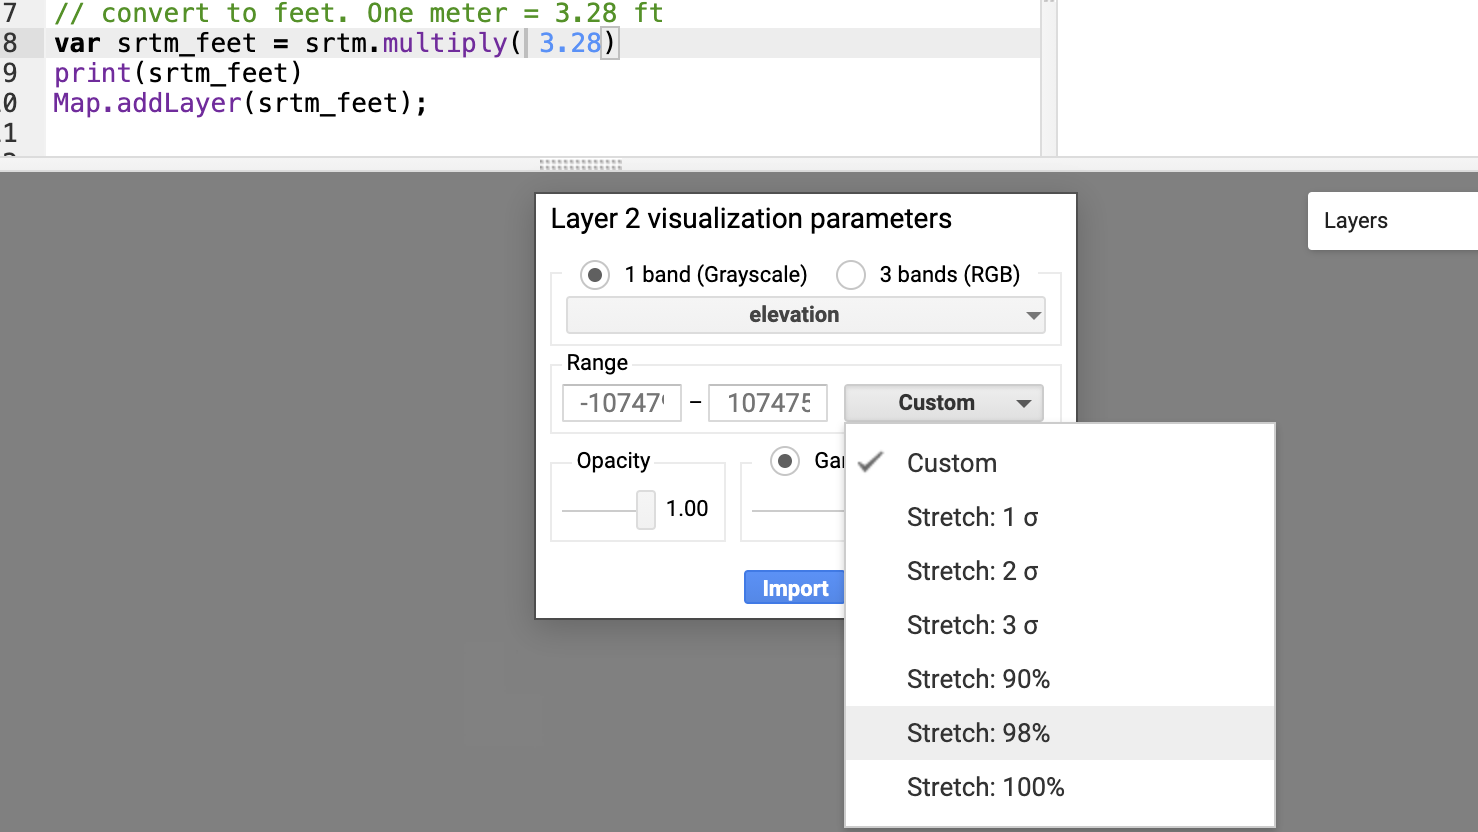 7 // convert to feet. One meter = 3.28 ft
8 var srtm_feet = srtm.multiply( 3.28)
9 print(srtm_feet)
0 Map.addLayer(srtm_feet);
1
Layer 2 visualization parameters
Layers
1 band (Grayscale) 3 bands (RGB)
elevation
Range
-10747 – 107475 Custom
Opacity Ga
1.00
Import
Custom
Stretch: 1 σ
Stretch: 2 σ
Stretch: 3 σ
Stretch: 90%
Stretch: 98%
Stretch: 100%